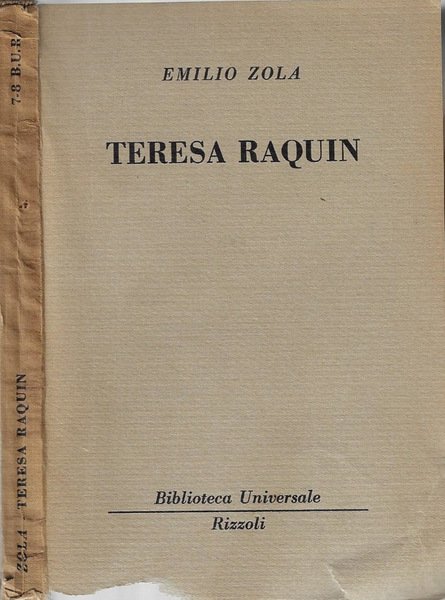 EMILIO ZOLA
TERESA RAQUIN
Biblioteca Universale
Rizzoli
ZOLA - TERESA RAQUIN
7-8 B.U.R.